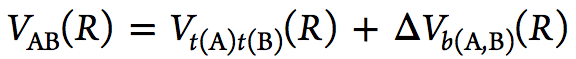 V_AB(R) = V_t(A)t(B)(R) + ΔV_b(A,B)(R)